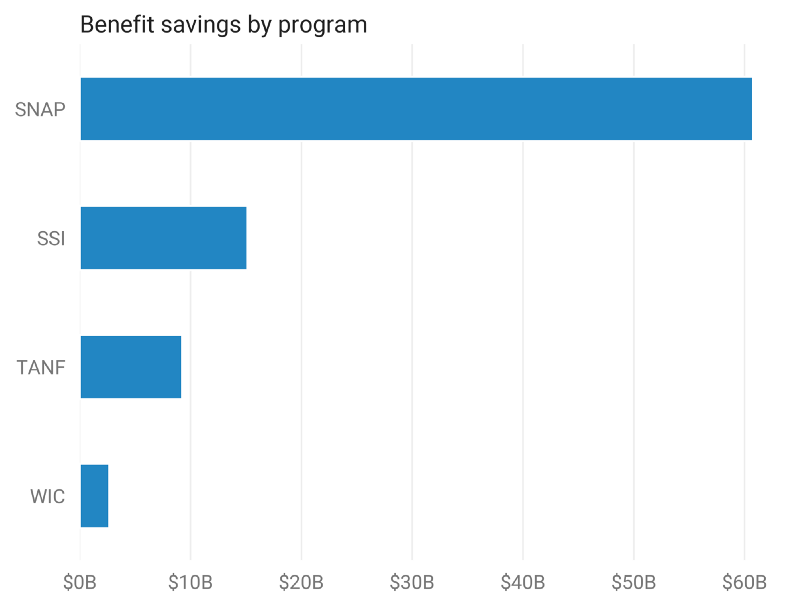 Benefit savings by program
SNAP
SSI
TANF
WIC
$0B $10B $20B $30B $40B $50B $60B